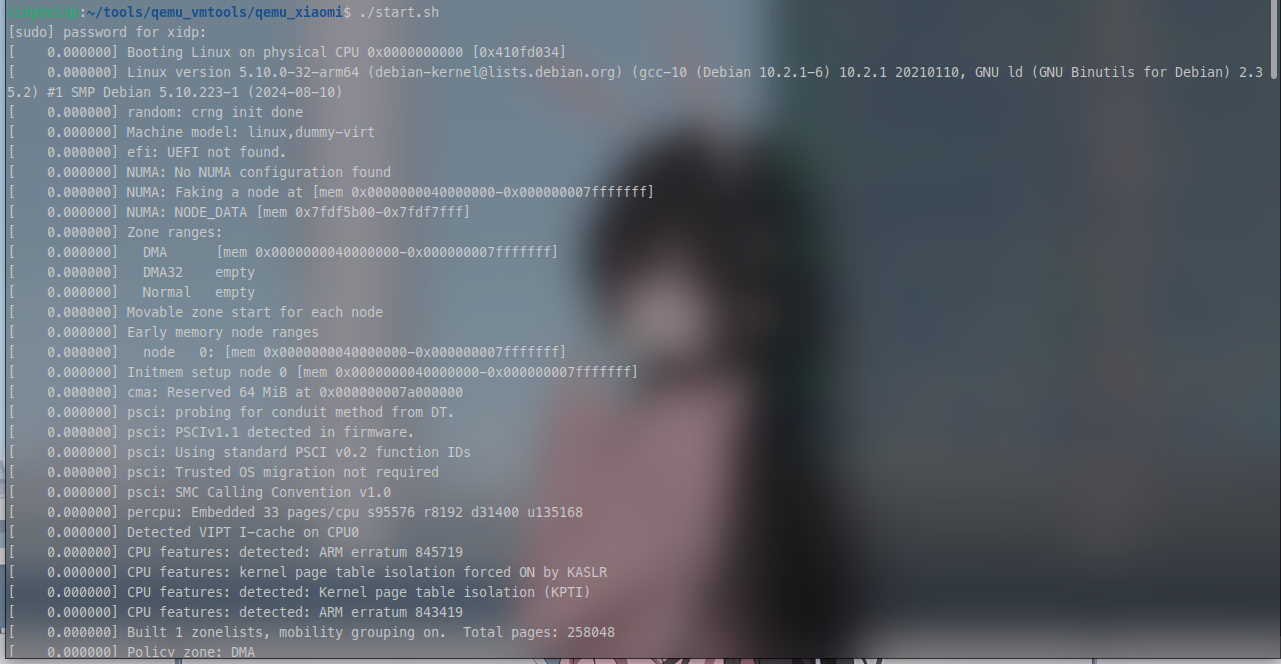 xidp@xidp:~/tools/qemu_vmtools/qemu_xiaomi$ ./start.sh
[sudo] password for xidp:
[    0.000000] Booting Linux on physical CPU 0x0000000000 [0x410fd034]
[    0.000000] Linux version 5.10.0-32-arm64 (debian-kernel@lists.debian.org) (gcc-10 (Debian 10.2.1-6) 10.2.1 20210110, GNU ld (GNU Binutils for Debian) 2.3
5.2) #1 SMP Debian 5.10.223-1 (2024-08-10)
[    0.000000] random: crng init done
[    0.000000] Machine model: linux,dummy-virt
[    0.000000] efi: UEFI not found.
[    0.000000] NUMA: No NUMA configuration found
[    0.000000] NUMA: Faking a node at [mem 0x0000000040000000-0x000000007fffffff]
[    0.000000] NUMA: NODE_DATA [mem 0x7fdf5b00-0x7fdf7fff]
[    0.000000] Zone ranges:
[    0.000000]   DMA      [mem 0x0000000040000000-0x000000007fffffff]
[    0.000000]   DMA32    empty
[    0.000000]   Normal   empty
[    0.000000] Movable zone start for each node
[    0.000000] Early memory node ranges
[    0.000000]   node   0: [mem 0x0000000040000000-0x000000007fffffff]
[    0.000000] Initmem setup node 0 [mem 0x0000000040000000-0x000000007fffffff]
[    0.000000] cma: Reserved 64 MiB at 0x000000007a000000
[    0.000000] psci: probing for conduit method from DT.
[    0.000000] psci: PSCIv1.1 detected in firmware.
[    0.000000] psci: Using standard PSCI v0.2 function IDs
[    0.000000] psci: Trusted OS migration not required
[    0.000000] psci: SMC Calling Convention v1.0
[    0.000000] percpu: Embedded 33 pages/cpu s95576 r8192 d31400 u135168
[    0.000000] Detected VIPT I-cache on CPU0
[    0.000000] CPU features: detected: ARM erratum 845719
[    0.000000] CPU features: kernel page table isolation forced ON by KASLR
[    0.000000] CPU features: detected: Kernel page table isolation (KPTI)
[    0.000000] CPU features: detected: ARM erratum 843419
[    0.000000] Built 1 zonelists, mobility grouping on.  Total pages: 258048
[    0.000000] Policy zone: DMA